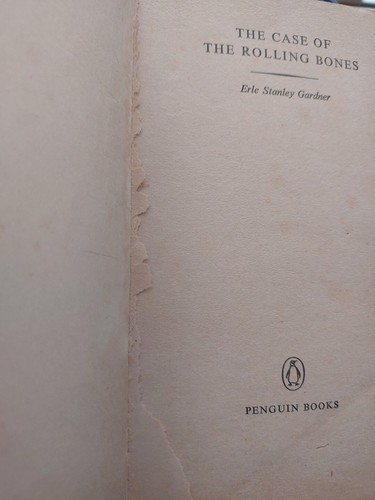 THE CASE OF
THE ROLLING BONES
Erle Stanley Gardner
PENGUIN BOOKS